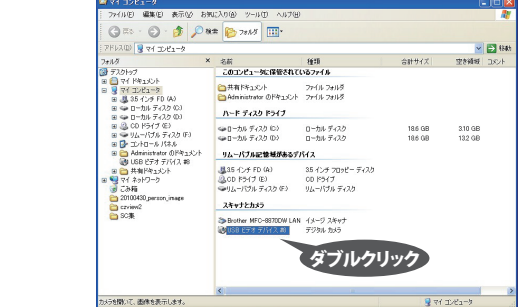 マイ コンピュータ
ファイル(F) 編集(E) 表示(V) お気に入り(A) ツール(T) ヘルプ(H)
戻る 検索 フォルダ
アドレス(D) マイ コンピュータ 移動
フォルダ × 名前 種類 合計サイズ 空き領域 コメント
デスクトップ
マイ ドキュメント
マイ コンピュータ
3.5 インチ FD (A)
ローカル ディスク (C)
ローカル ディスク (D)
CD ドライブ (E)
リムーバブル ディスク (F)
コントロール パネル
Administrator のドキュメント
USB ビデオ デバイス #8
共有ドキュメント
マイ ネットワーク
ごみ箱
20100430_person_image
czview2
SC集
このコンピュータに保管されているファイル
共有ドキュメント ファイル フォルダ
Administrator のドキュメント ファイル フォルダ
ハード ディスク ドライブ
ローカル ディスク (C) ローカル ディスク 18.6 GB 3.10 GB
ローカル ディスク (D) ローカル ディスク 18.6 GB 13.2 GB
リムーバブル記憶域があるデバイス
3.5 インチ FD (A) 3.5 インチ フロッピー ディスク
CD ドライブ (E) CD ドライブ
リムーバブル ディスク (F) リムーバブル ディスク
スキャナとカメラ
Brother MFC-8870DW LAN イメージ スキャナ
USB ビデオ デバイス #8 デジタル カメラ
ダブルクリック
カメラを開いて、画像を表示します。 マイ コンピュータ